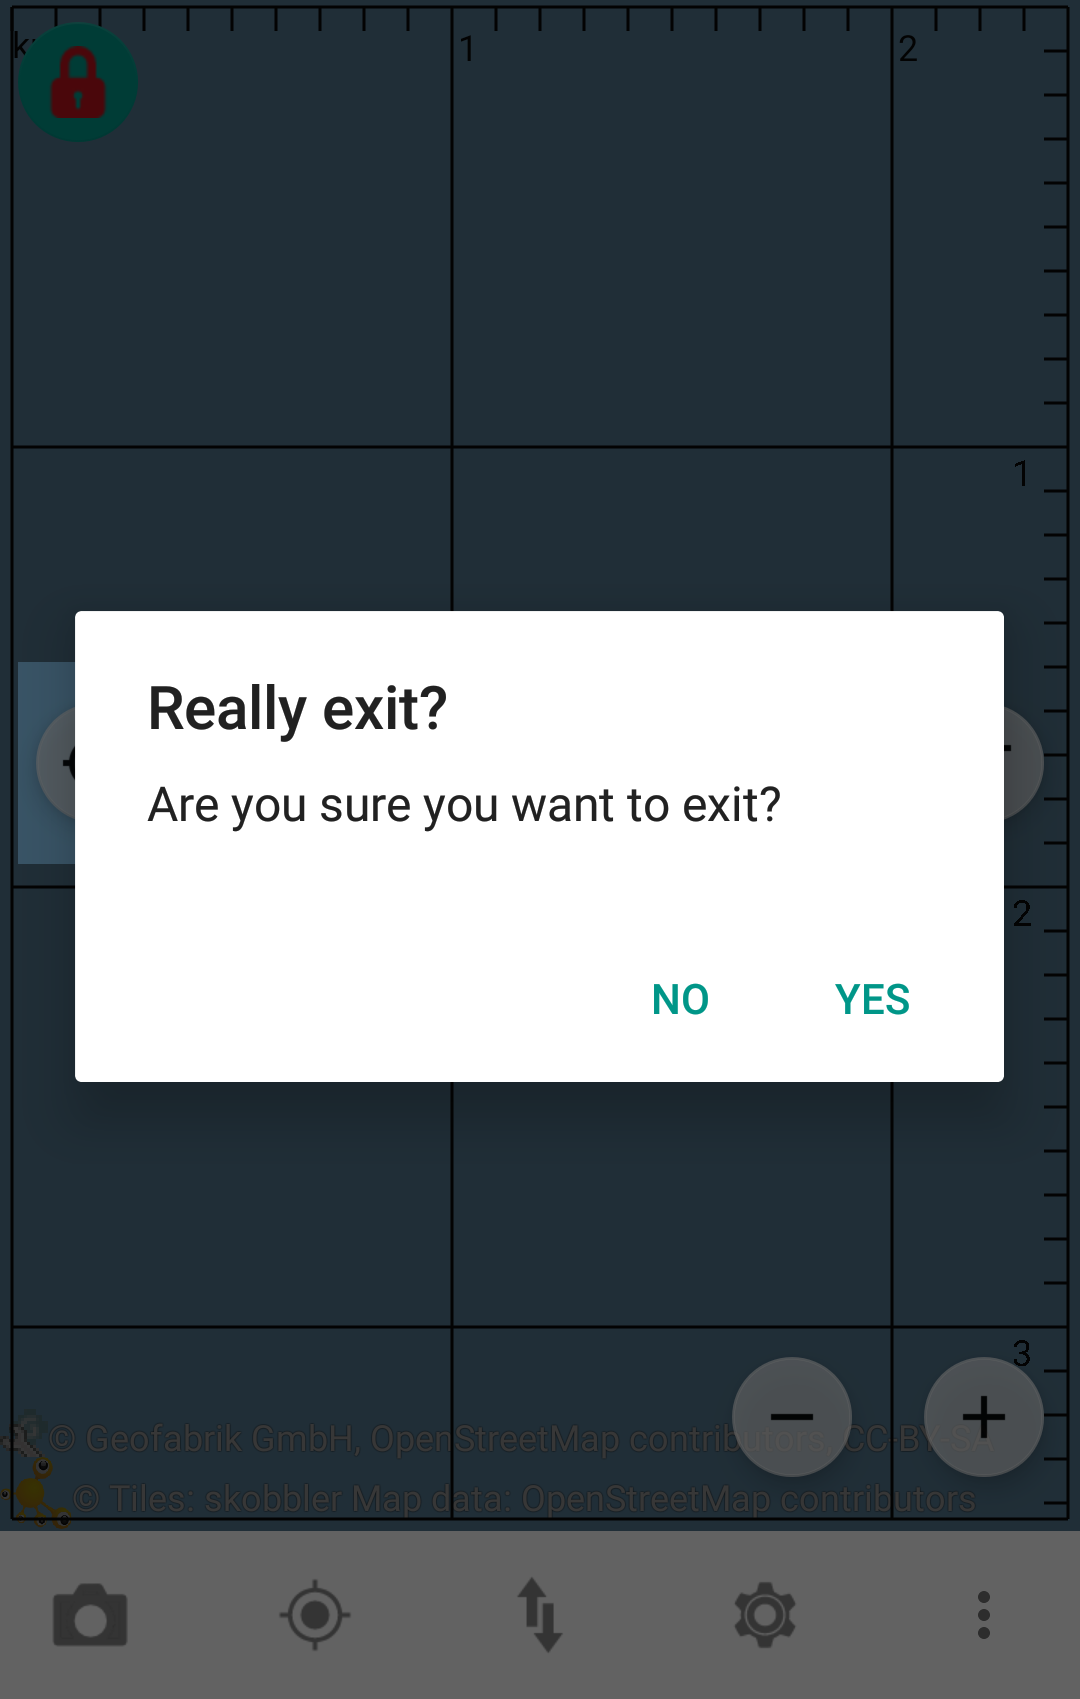 1
2
1
Really exit?
Are you sure you want to exit?
2
NO
YES
3
© Geofabrik GmbH, OpenStreetMap contributors, CC-BY-SA
© Tiles: skobbler Map data: OpenStreetMap contributors